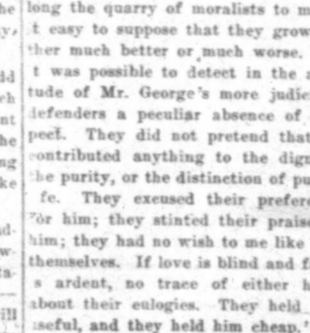 long the quarry of moralists to m
t easy to suppose that they grow
ther much better or much worse.
t was possible to detect in the a
tude of Mr. George's more judic
defenders a peculiar absence of
pect. They did not pretend that
contributed anything to the dign
the purity, or the distinction of pu
fe. They excused their prefere
for him; they stinted their praise
him; they had no wish to me like
themselves. If love is blind and f
s ardent, no trace of either h
about their eulogies. They held
useful, and they held him cheap.'